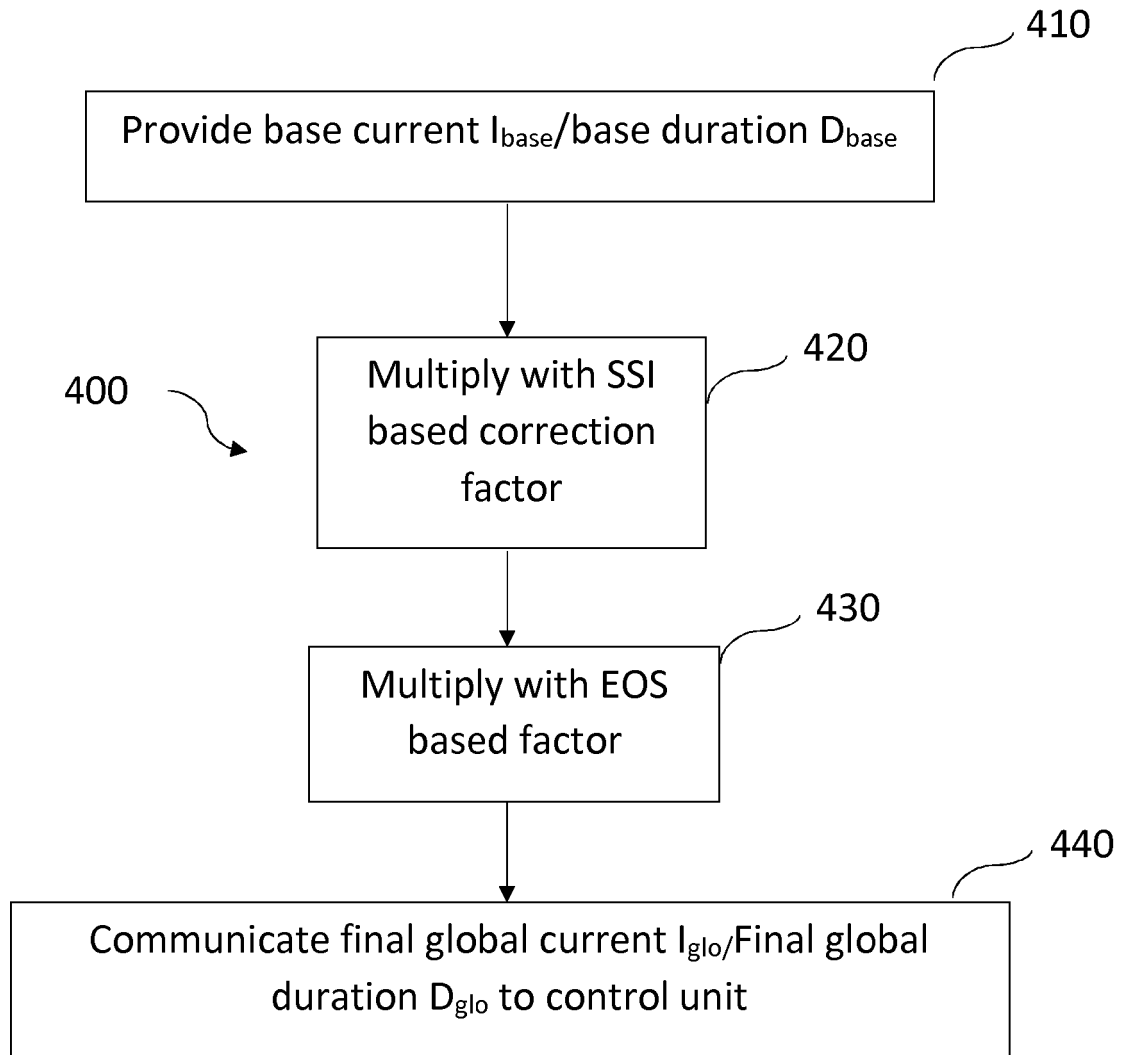 410
Provide base current Ibase/base duration Dbase
420
Multiply with SSI
based correction
factor
400
430
Multiply with EOS
based factor
440
Communicate final global current Iglo/Final global
duration Dglo to control unit